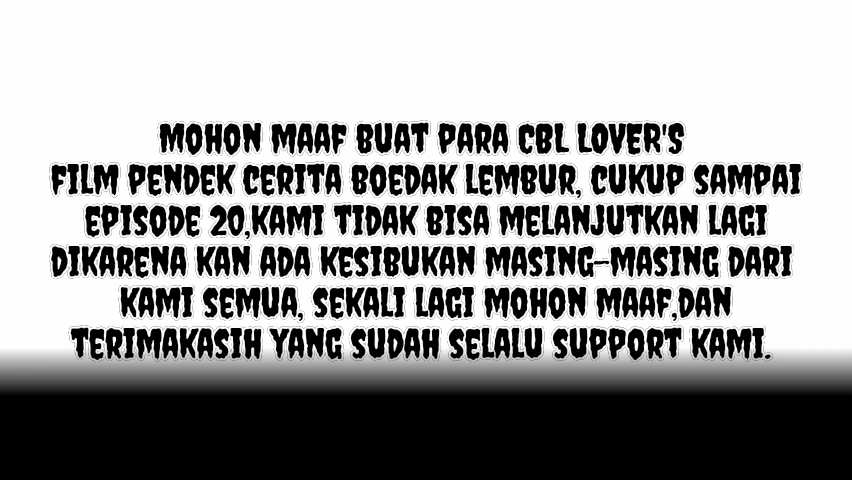 MOHON MAAF BUAT PARA CBL LOVER'S
FILM PENDEK CERITA BOEDAK LEMBUR, CUKUP SAMPAI
EPISODE 20,KAMI TIDAK BISA MELANJUTKAN LAGI
DIKARENA KAN ADA KESIBUKAN MASING-MASING DARI
KAMI SEMUA, SEKALI LAGI MOHON MAAF,DAN
TERIMAKASIH YANG SUDAH SELALU SUPPORT KAMI.